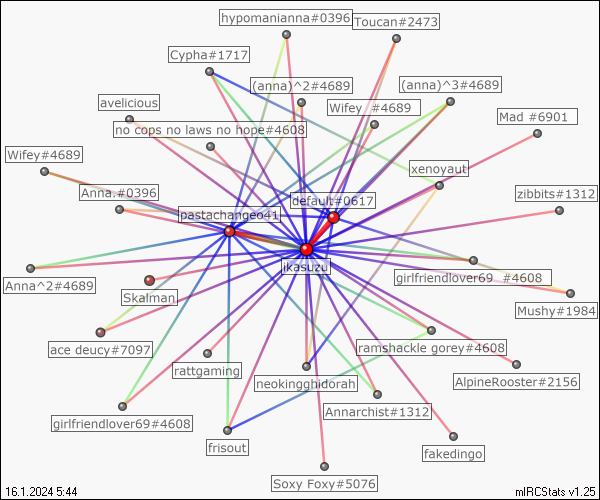 hypomanianna#0396
Toucan#2473
Cypha#1717
(anna)^2#4689
(anna)^3#4689
avelicious
Wifey #4689
Mad #6901
no cops no laws no hope#4608
Wifey#4689
xenoyaut
Anna.#0396
default#0617
zibbits#1312
pastachangeo41
ikasuzu
Anna^2#4689
Skalman
girlfriendlover69 #4608
Mushy#1984
ace deucy#7097
ramshackle gorey#4608
rattgaming
neokingghidorah
AlpineRooster#2156
Annarchist#1312
girlfriendlover69#4608
frisout
fakedingo
Soxy Foxy#5076
16.1.2024 5:44
mIRCStats v1.25